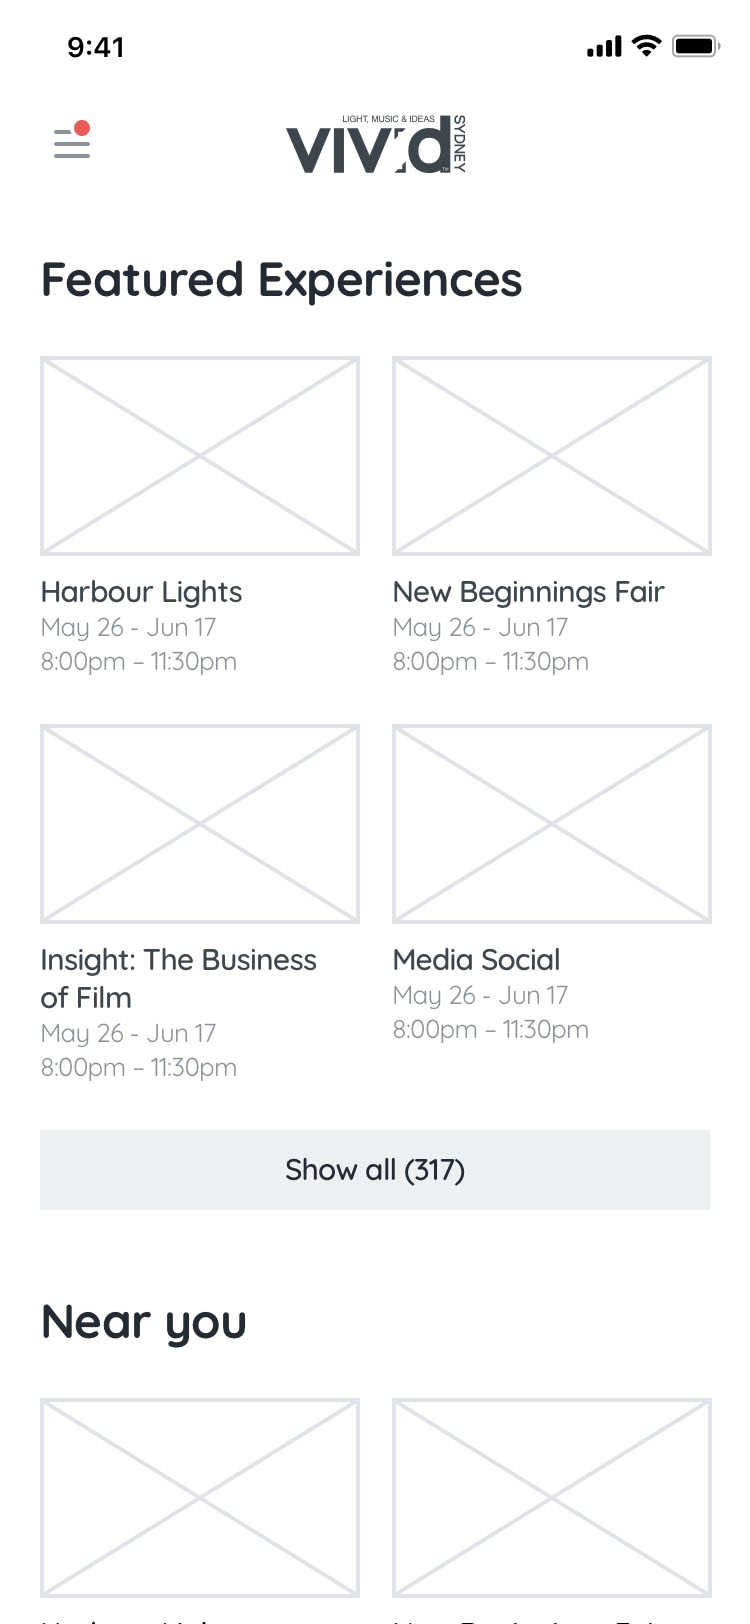 9:41
LIGHT, MUSIC & IDEAS
vivid
SYDNEY
Featured Experiences
Harbour Lights
May 26 - Jun 17
8:00pm – 11:30pm
New Beginnings Fair
May 26 - Jun 17
8:00pm – 11:30pm
Insight: The Business
of Film
May 26 - Jun 17
8:00pm – 11:30pm
Media Social
May 26 - Jun 17
8:00pm – 11:30pm
Show all (317)
Near you